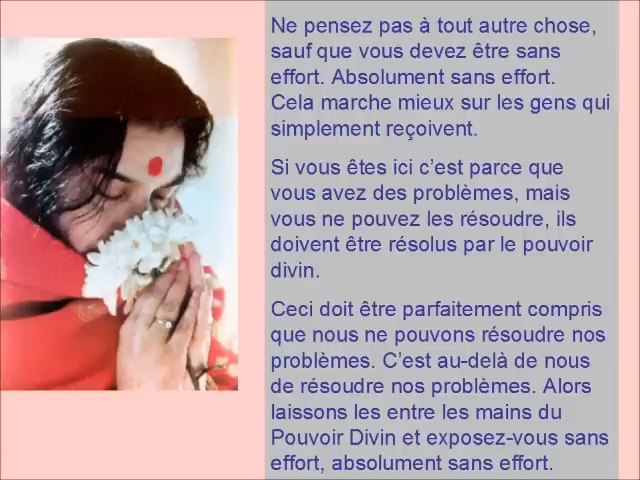 Ne pensez pas à tout autre chose,
sauf que vous devez être sans
effort. Absolument sans effort.
Cela marche mieux sur les gens qui
simplement reçoivent.
Si vous êtes ici c'est parce que
vous avez des problèmes, mais
vous ne pouvez les résoudre, ils
doivent être résolus par le pouvoir
divin.
Ceci doit être parfaitement compris
que nous ne pouvons résoudre nos
problèmes. C'est au-delà de nous
de résoudre nos problèmes. Alors
laissons les entre les mains du
Pouvoir Divin et exposez-vous sans
effort, absolument sans effort.